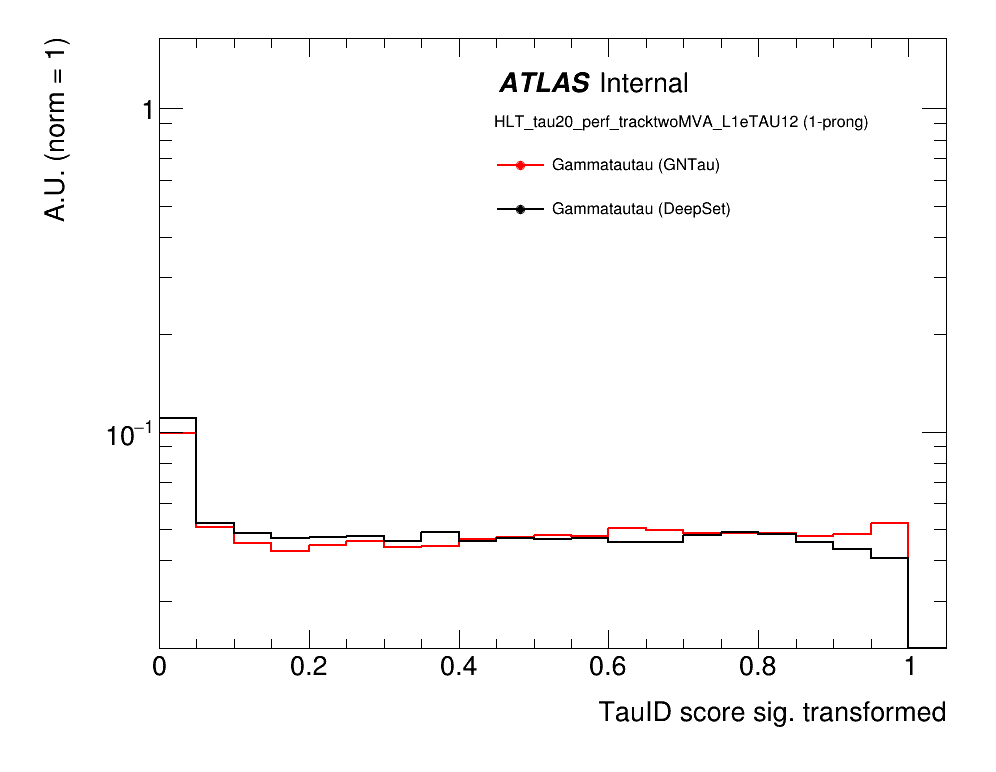 A.U. (norm = 1)
ATLAS Internal
HLT_tau20_perf_tracktwoMVA_L1eTAU12 (1-prong)
Gammatautau (GNTau)
Gammatautau (DeepSet)
1
10⁻¹
0 0.2 0.4 0.6 0.8 1
TauID score sig. transformed